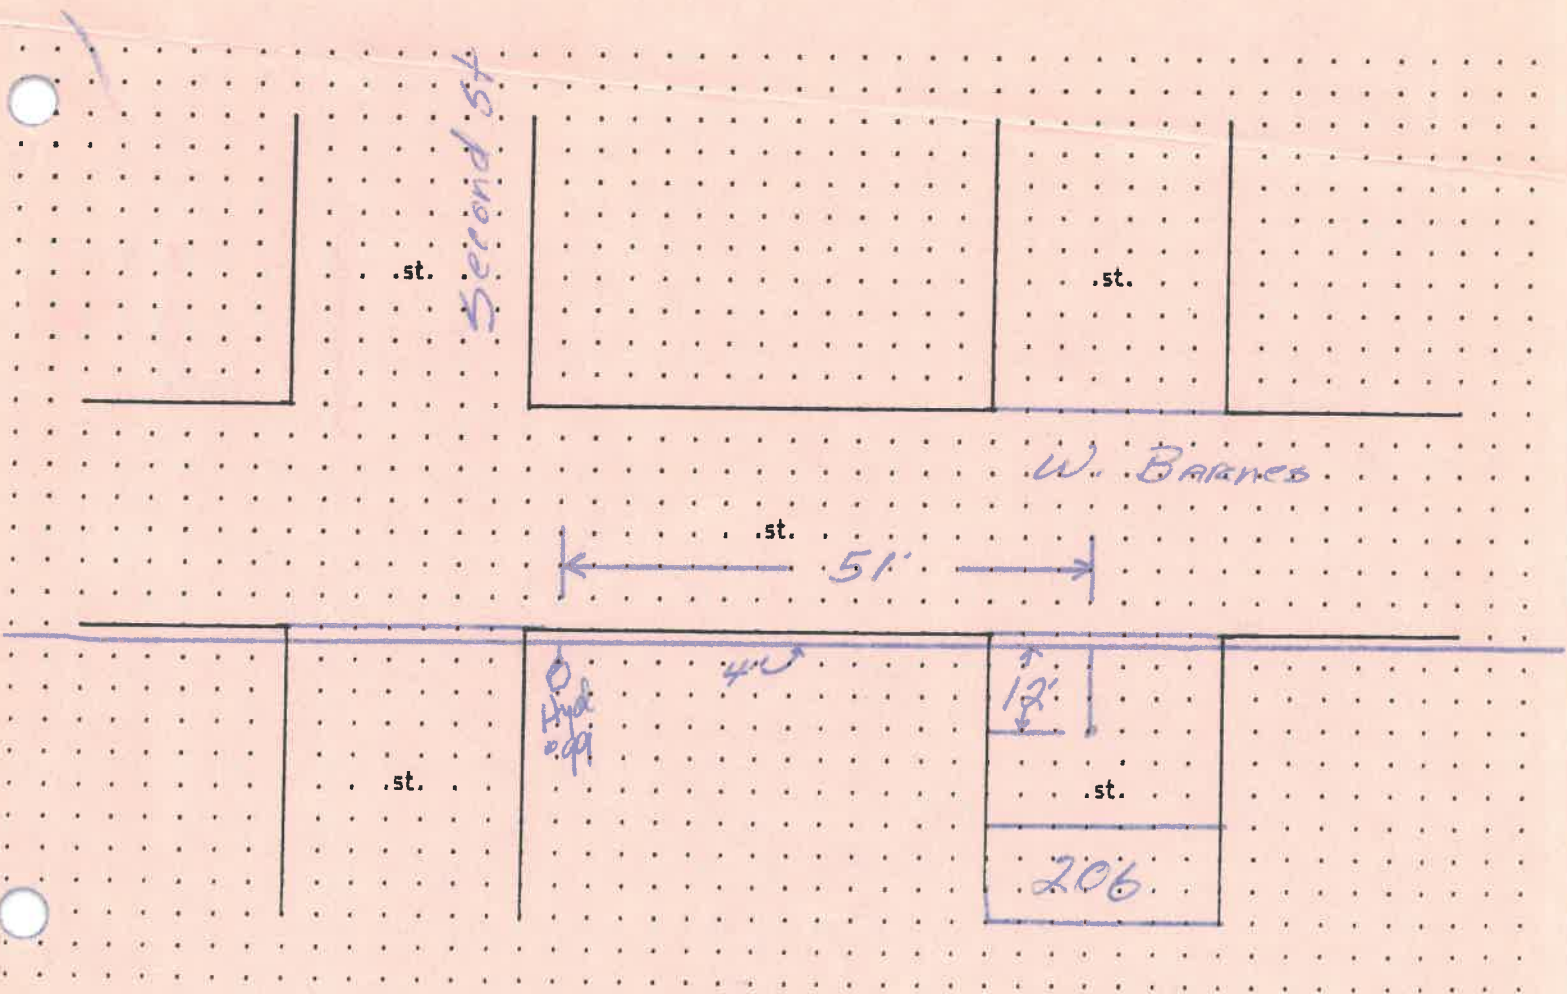 Second St
.st.
.st.
W. Barnes
.st.
51'
4"
12'
Hyd
.st.
.st.
206